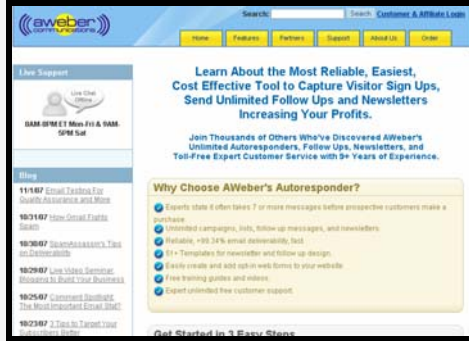 ((aweber))
communications
Search:
Search
Customer & Affiliate Login
Home
Features
Partners
Support
About Us
Order
Live Support
Live Chat
Offline
8AM-8PM ET Mon-Fri & 9AM-
5PM Sat
Blog
11/1/07 Email Testing For
Quality Assurance and More
10/31/07 How Gmail Fights
Spam
10/30/07 SpamAssassin's Tips
on Deliverability
10/29/07 Live Video Seminar:
Blogging to Build Your Business
10/25/07 Comment Spotlight:
The Most Important Email Stat?
10/23/07 3 Tips to Target Your
Subscribers Better
Learn About the Most Reliable, Easiest,
Cost Effective Tool to Capture Visitor Sign Ups,
Send Unlimited Follow Ups and Newsletters
Increasing Your Profits.
Join Thousands of Others Who've Discovered AWeber's
Unlimited Autoresponders, Follow Ups, Newsletters, and
Toll-Free Expert Customer Service with 9+ Years of Experience.
Why Choose AWeber's Autoresponder?
Experts state it often takes 7 or more messages before prospective customers make a
purchase.
Unlimited campaigns, lists, follow up messages, and newsletters.
Reliable, +99.34% email deliverability, fast.
51+ Templates for newsletter and follow up design.
Easily create and add opt-in web forms to your website.
Free training guides and videos.
Expert unlimited free customer support.
Get Started in 3 Easy Steps